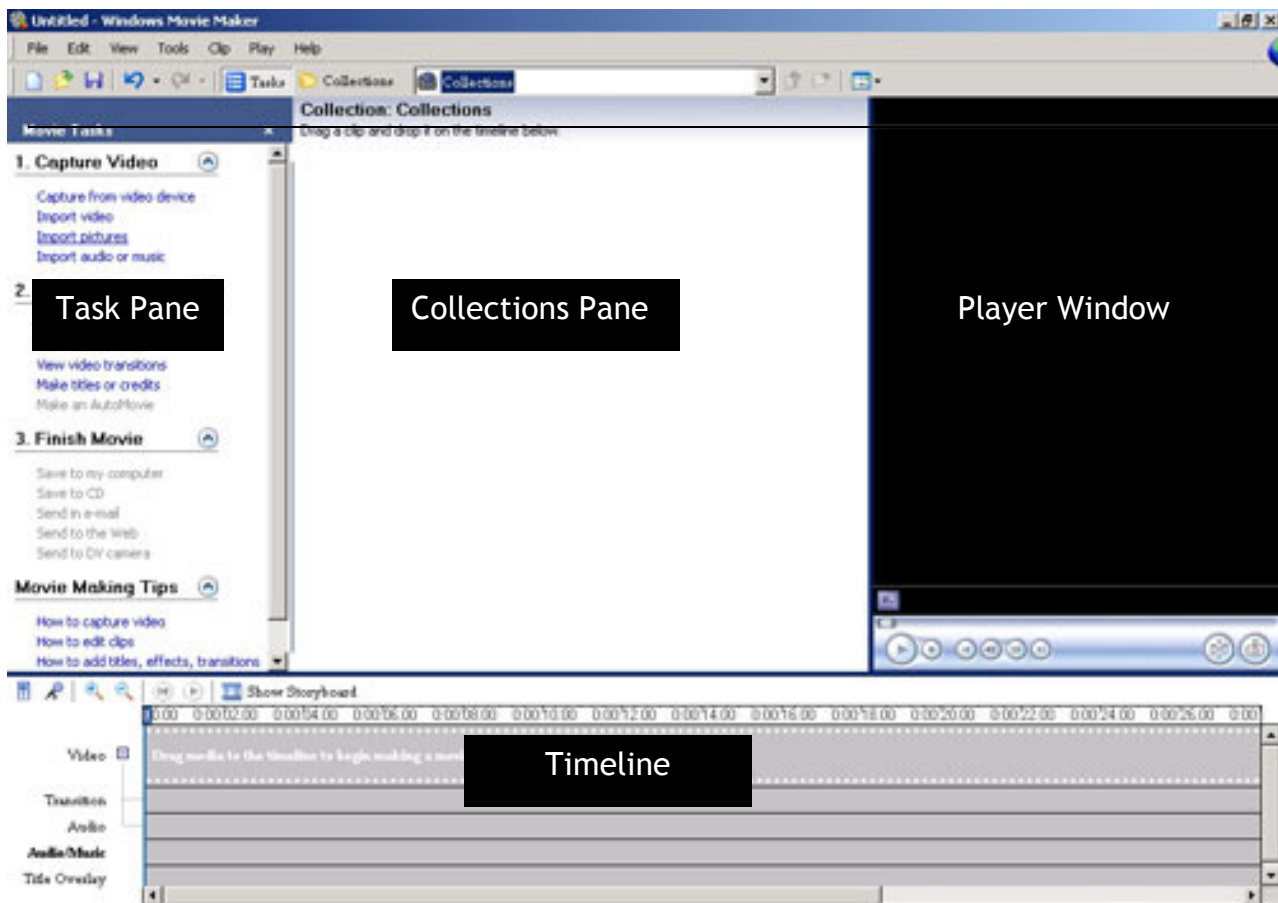 Untitled - Windows Movie Maker
File Edit View Tools Clip Play Help
Tasks Collections Collections
Movie Tasks
Collection: Collections
Drag a clip and drop it on the timeline below.
1. Capture Video
Capture from video device
Import video
Import pictures
Import audio or music
2.
Task Pane
Collections Pane
Player Window
View video transitions
Make titles or credits
Make an AutoMovie
3. Finish Movie
Save to my computer
Save to CD
Send in e-mail
Send to the Web
Send to DV camera
Movie Making Tips
How to capture video
How to edit clips
How to add titles, effects, transitions
Show Storyboard
0:00 0:00:02.00 0:00:04.00 0:00:06.00 0:00:08.00 0:00:10.00 0:00:12.00 0:00:14.00 0:00:16.00 0:00:18.00 0:00:20.00 0:00:22.00 0:00:24.00 0:00:26.00 0:00
Video
Drag media to the timeline to begin making a
Timeline
Transition
Audio
Audio/Music
Title Overlay